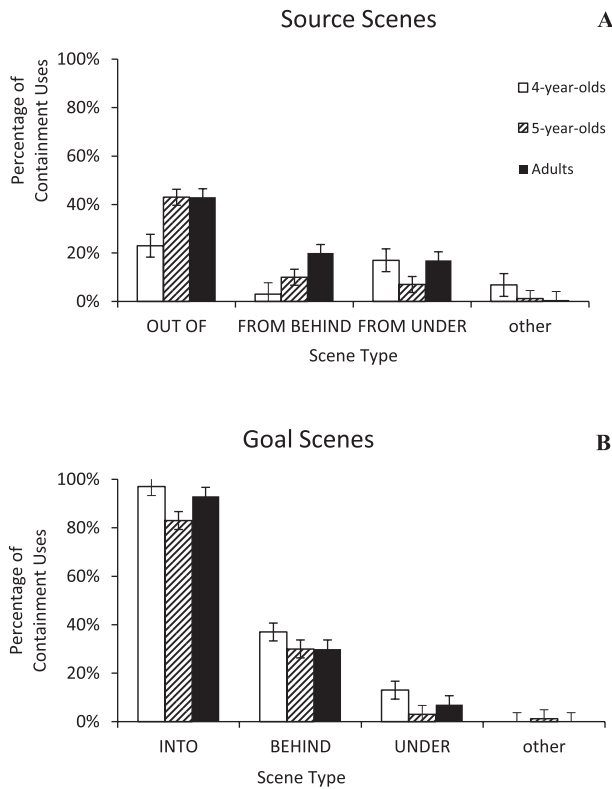 Source Scenes
A
Percentage of
Containment Uses
100%
80%
60%
40%
20%
0%
4-year-olds
5-year-olds
Adults
OUT OF
FROM BEHIND
FROM UNDER
other
Scene Type
Goal Scenes
B
Percentage of
Containment Uses
100%
80%
60%
40%
20%
0%
INTO
BEHIND
UNDER
other
Scene Type